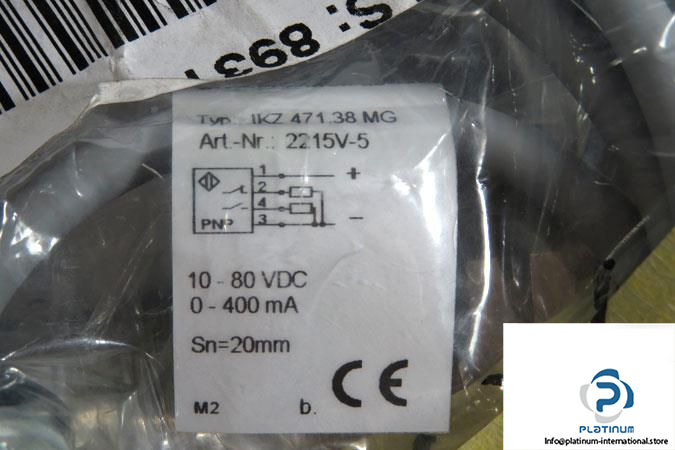 S: 893
Typ.: IKZ 471.38 MG
Art.-Nr.: 2215V-5
1 +
2
4
PNP 3 –
10 - 80 VDC
0 - 400 mA
Sn=20mm
M2 b. CE
PLATINUM
Info@platinum-international.store